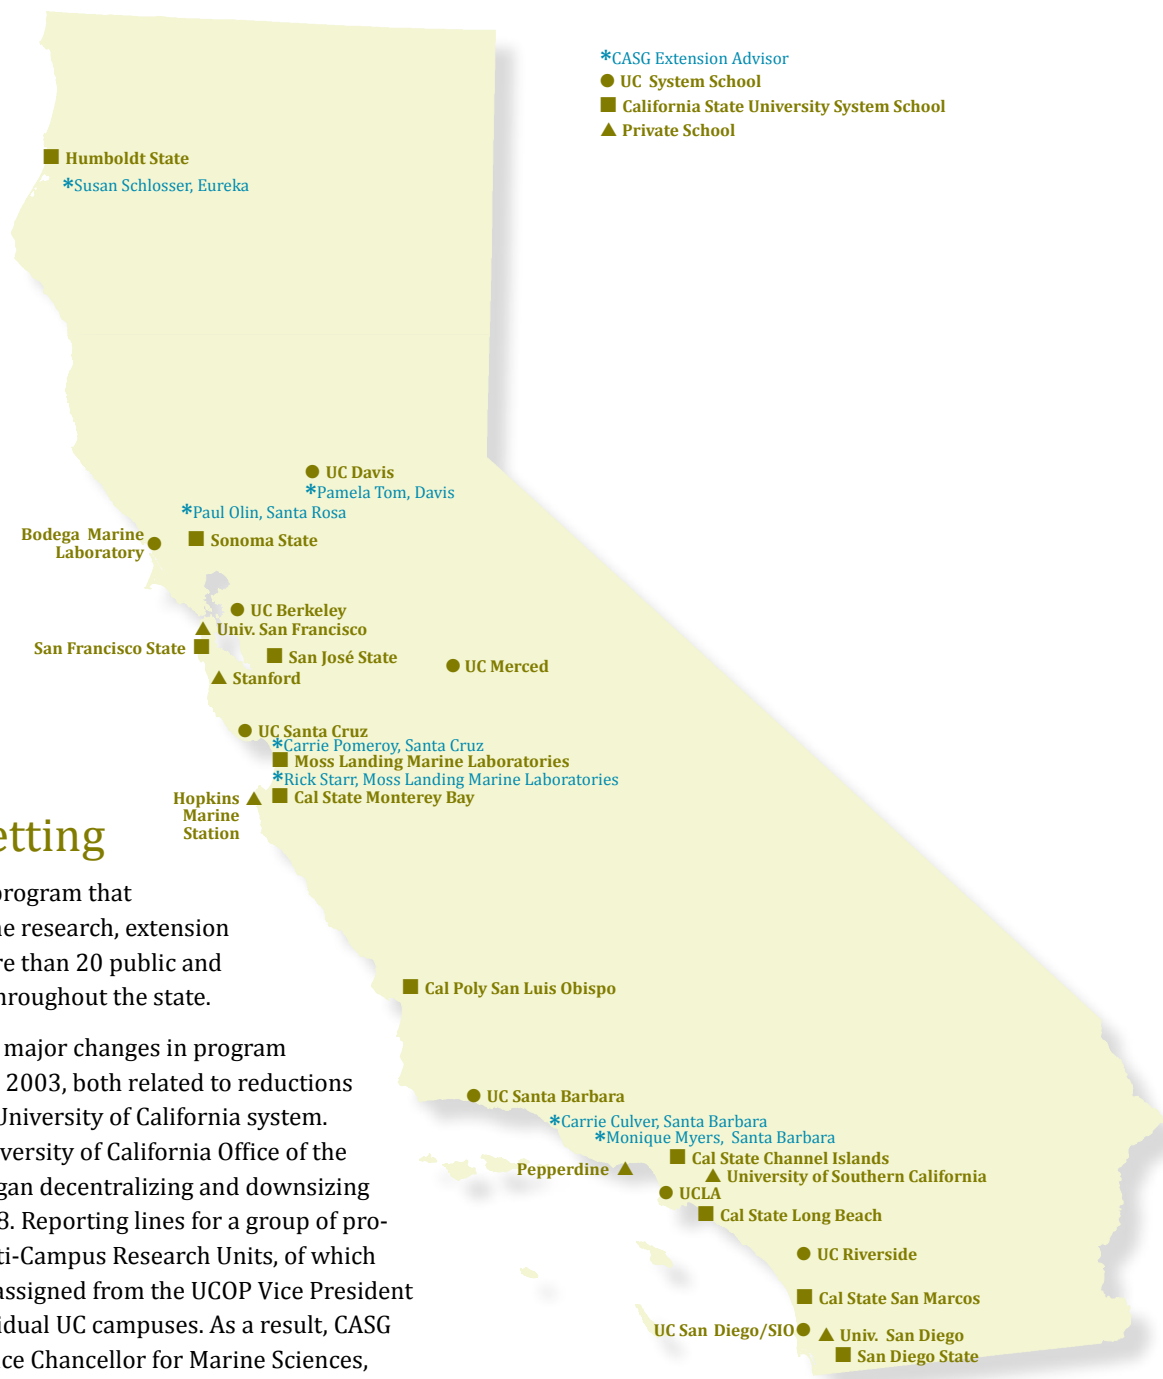 *CASG Extension Advisor
● UC System School
■ California State University System School
▲ Private School
■ Humboldt State
*Susan Schlosser, Eureka
● UC Davis
*Pamela Tom, Davis
*Paul Olin, Santa Rosa
Bodega Marine
Laboratory ●
■ Sonoma State
● UC Berkeley
▲ Univ. San Francisco
San Francisco State ■
■ San José State
● UC Merced
▲ Stanford
● UC Santa Cruz
*Carrie Pomeroy, Santa Cruz
■ Moss Landing Marine Laboratories
*Rick Starr, Moss Landing Marine Laboratories
Hopkins ▲
Marine
Station
■ Cal State Monterey Bay
etting
program that
ne research, extension
re than 20 public and
hroughout the state.
major changes in program
2003, both related to reductions
University of California system.
versity of California Office of the
gan decentralizing and downsizing
8. Reporting lines for a group of pro-
ti-Campus Research Units, of which
assigned from the UCOP Vice President
idual UC campuses. As a result, CASG
ice Chancellor for Marine Sciences,
■ Cal Poly San Luis Obispo
● UC Santa Barbara
*Carrie Culver, Santa Barbara
*Monique Myers, Santa Barbara
■ Cal State Channel Islands
Pepperdine ▲
▲ University of Southern California
● UCLA
■ Cal State Long Beach
● UC Riverside
■ Cal State San Marcos
UC San Diego/SIO ●
▲ Univ. San Diego
■ San Diego State